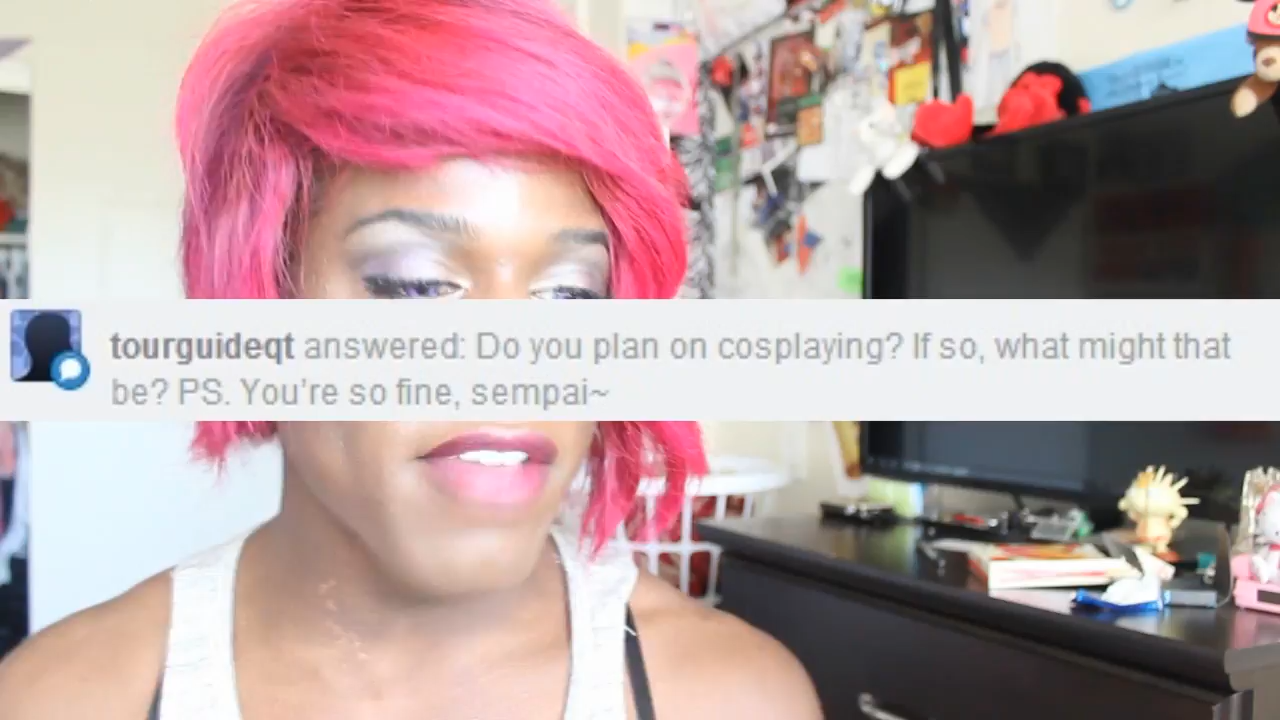 tourguideqt answered: Do you plan on cosplaying? If so, what might that
be? PS. You're so fine, sempai~